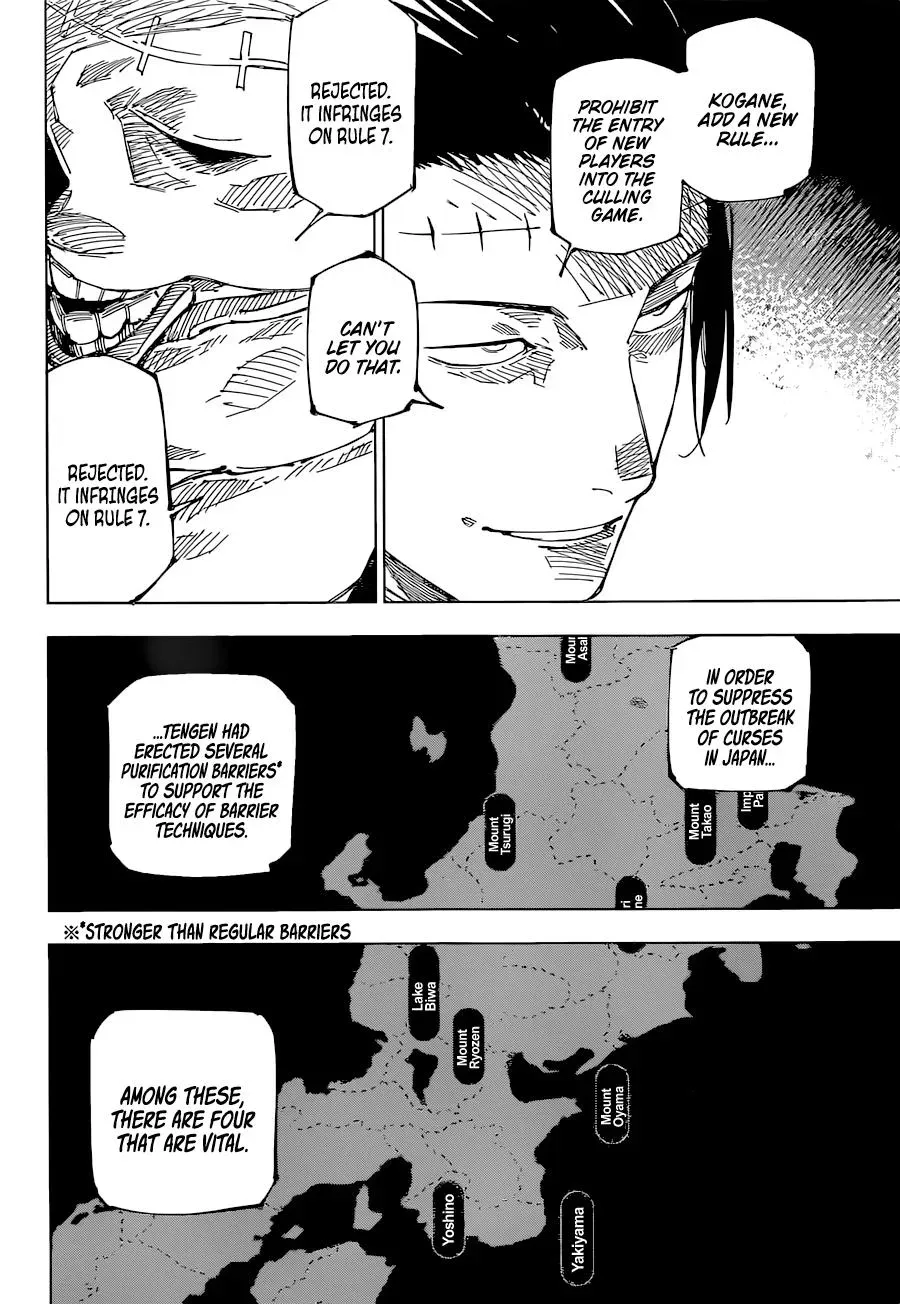 KOGANE,
ADD A NEW
RULE...
PROHIBIT
THE ENTRY
OF NEW
PLAYERS
INTO THE
CULLING
GAME.
REJECTED.
IT INFRINGES
ON RULE 7.
CAN'T
LET YOU
DO THAT.
REJECTED.
IT INFRINGES
ON RULE 7.
IN ORDER
TO SUPPRESS
THE OUTBREAK
OF CURSES
IN JAPAN...
...TENGEN HAD
ERECTED SEVERAL
PURIFICATION BARRIERS*
TO SUPPORT THE
EFFICACY OF BARRIER
TECHNIQUES.
Mount
Takao
Mount
Tsurugi
※*STRONGER THAN REGULAR BARRIERS
Lake
Biwa
Mount
Ryozen
Mount
Oyama
AMONG THESE,
THERE ARE FOUR
THAT ARE VITAL.
Yoshino
Yakiyama